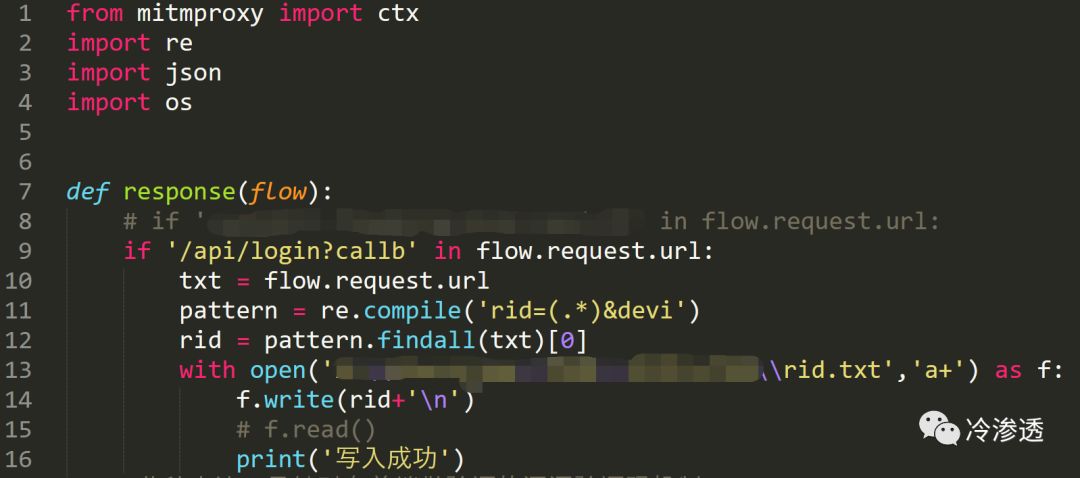 1 from mitmproxy import ctx
2 import re
3 import json
4 import os
5
6
7 def response(flow):
8 # if ' in flow.request.url:
9 if '/api/login?callb' in flow.request.url:
10 txt = flow.request.url
11 pattern = re.compile('rid=(.*)&devi')
12 rid = pattern.findall(txt)[0]
13 with open(' \\rid.txt','a+') as f:
14 f.write(rid+'\n')
15 # f.read()
16 print('写入成功')
冷渗透